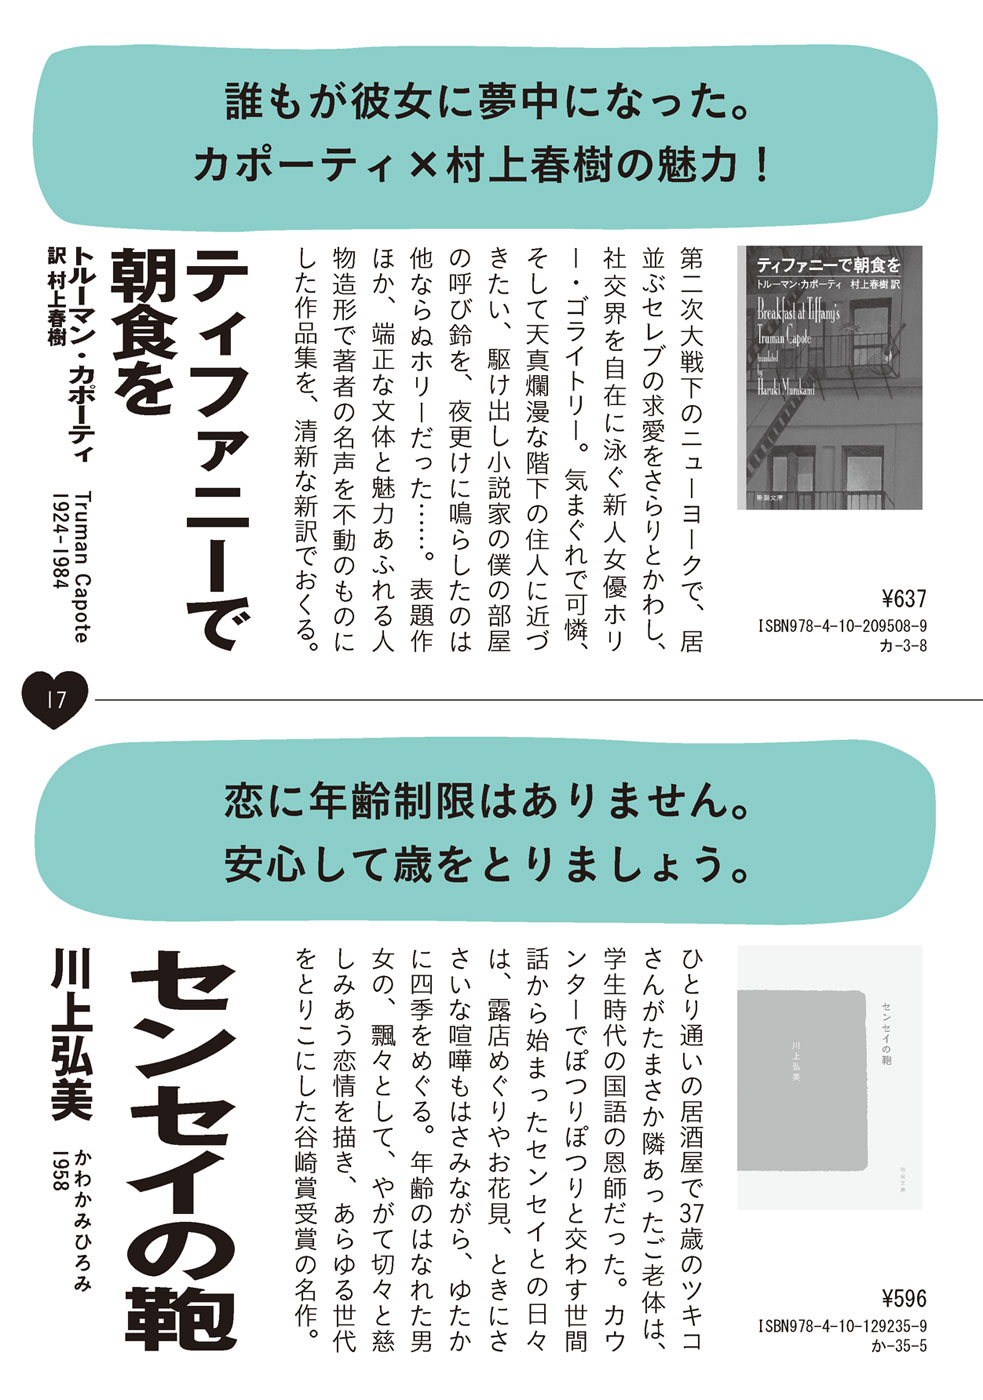 誰もが彼女に夢中になった。
カポーティ×村上春樹の魅力！
ティファニーで朝食を
トルーマン・カポーティ 村上春樹 訳
Breakfast at Tiffany's
Truman Capote
translated
by
Haruki Murakami
新潮文庫
¥637
ISBN978-4-10-209508-9
カ-3-8
第二次大戦下のニューヨークで、居
並ぶセレブの求愛をさらりとかわし、
社交界を自在に泳ぐ新人女優ホリ
ー・ゴライトリー。気まぐれで可憐、
そして天真爛漫な階下の住人に近づ
きたい、駆け出し小説家の僕の部屋
の呼び鈴を、夜更けに鳴らしたのは
他ならぬホリーだった……。表題作
ほか、端正な文体と魅力あふれる人
物造形で著者の名声を不動のものに
した作品集を、清新な新訳でおくる。
ティファニーで
朝食を
トルーマン・カポーティ Truman Capote
訳 村上春樹 1924-1984
17
恋に年齢制限はありません。
安心して歳をとりましょう。
センセイの鞄
川上弘美
新潮文庫
¥596
ISBN978-4-10-129235-9
か-35-5
ひとり通いの居酒屋で37歳のツキコ
さんがたまさか隣あったご老体は、
学生時代の国語の恩師だった。カウ
ンターでぽつりぽつりと交わす世間
話から始まったセンセイとの日々
は、露店めぐりやお花見、ときにさ
さいな喧嘩もはさみながら、ゆたか
に四季をめぐる。年齢のはなれた男
女の、飄々として、やがて切々と慈
しみあう恋情を描き、あらゆる世代
をとりこにした谷崎賞受賞の名作。
センセイの鞄
川上弘美 かわかみひろみ
1958